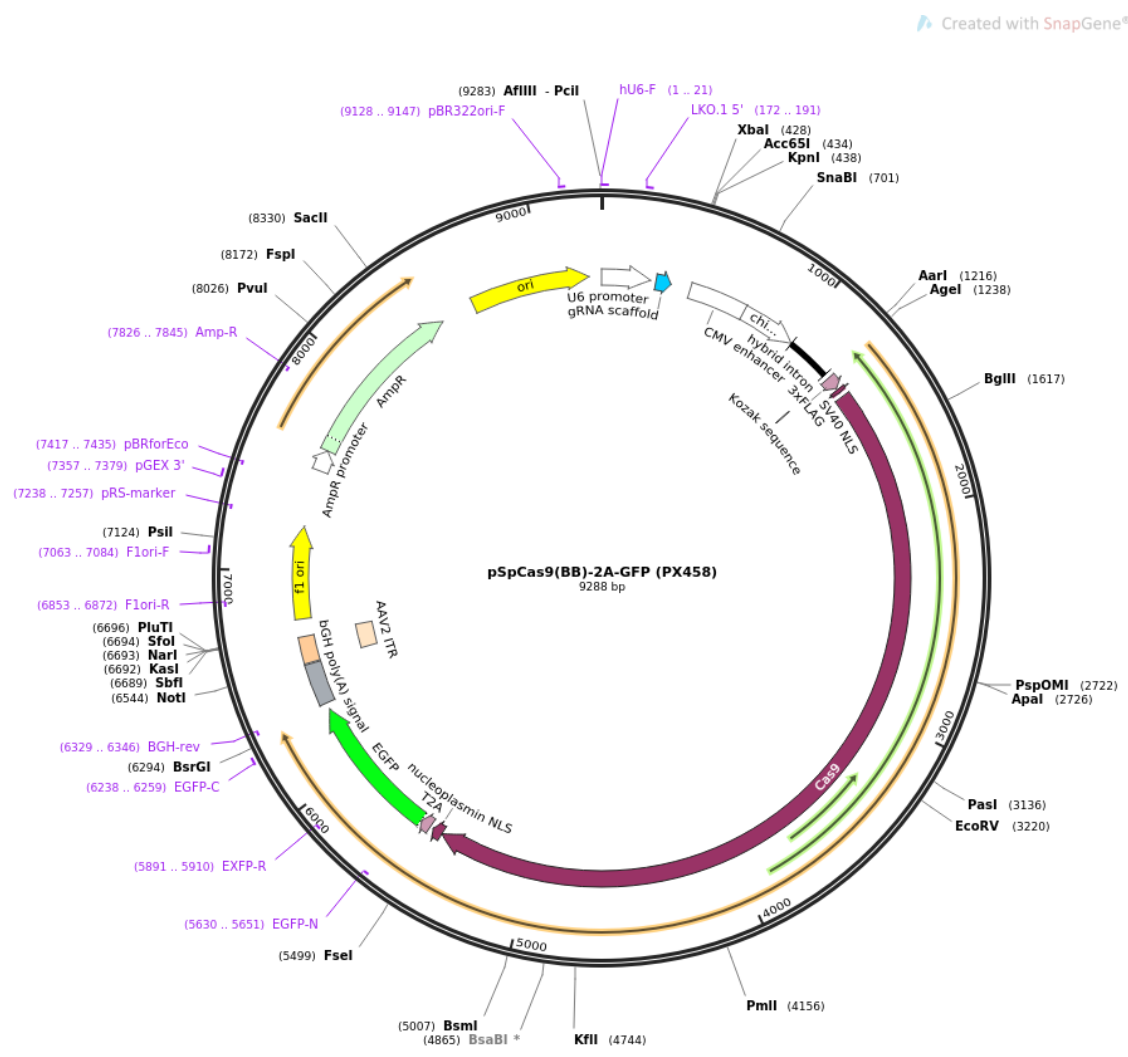 Created with SnapGene®
(9283) AflIII - PciI
hU6-F (1 .. 21)
(9128 .. 9147) pBR322ori-F
LKO.1 5' (172 .. 191)
XbaI (428)
Acc65I (434)
KpnI (438)
SnaBI (701)
(8330) SacII
(8172) FspI
(8026) PvuI
(7826 .. 7845) Amp-R
AarI (1216)
AgeI (1238)
BglII (1617)
(7417 .. 7435) pBRforEco
(7357 .. 7379) pGEX 3'
(7238 .. 7257) pRS-marker
(7124) PsiI
(7063 .. 7084) F1ori-F
(6853 .. 6872) F1ori-R
(6696) PluTI
(6694) SfoI
(6693) NarI
(6692) KasI
(6689) SbfI
(6544) NotI
(6329 .. 6346) BGH-rev
(6294) BsrGI
(6238 .. 6259) EGFP-C
(5891 .. 5910) EXFP-R
(5630 .. 5651) EGFP-N
(5499) FseI
(5007) BsmI
(4865) BsaBI *
KflI (4744)
PmlI (4156)
PspOMI (2722)
ApaI (2726)
PasI (3136)
EcoRV (3220)
1000
2000
3000
4000
5000
6000
7000
8000
9000
ori
U6 promoter
gRNA scaffold
chi...
CMV enhancer
hybrid intron
3xFLAG
SV40 NLS
Kozak sequence
Cas9
nucleoplasmin NLS
T2A
EGFP
bGH poly(A) signal
AAV2 ITR
f1 ori
AmpR promoter
AmpR
pSpCas9(BB)-2A-GFP (PX458)
9288 bp